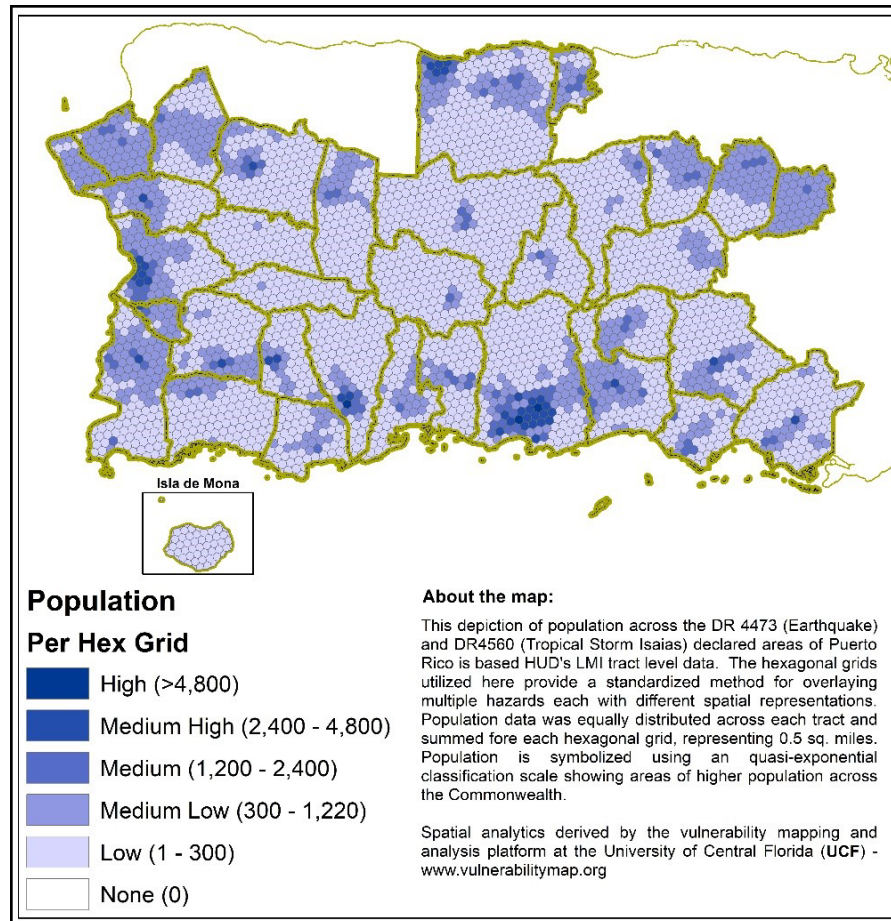 Isla de Mona
Population
Per Hex Grid
High (>4,800)
Medium High (2,400 - 4,800)
Medium (1,200 - 2,400)
Medium Low (300 - 1,220)
Low (1 - 300)
None (0)
About the map:
This depiction of population across the DR 4473 (Earthquake)
and DR4560 (Tropical Storm Isaias) declared areas of Puerto
Rico is based HUD's LMI tract level data. The hexagonal grids
utilized here provide a standardized method for overlaying
multiple hazards each with different spatial representations.
Population data was equally distributed across each tract and
summed fore each hexagonal grid, representing 0.5 sq. miles.
Population is symbolized using an quasi-exponential
classification scale showing areas of higher population across
the Commonwealth.
Spatial analytics derived by the vulnerability mapping and
analysis platform at the University of Central Florida (UCF) -
www.vulnerabilitymap.org